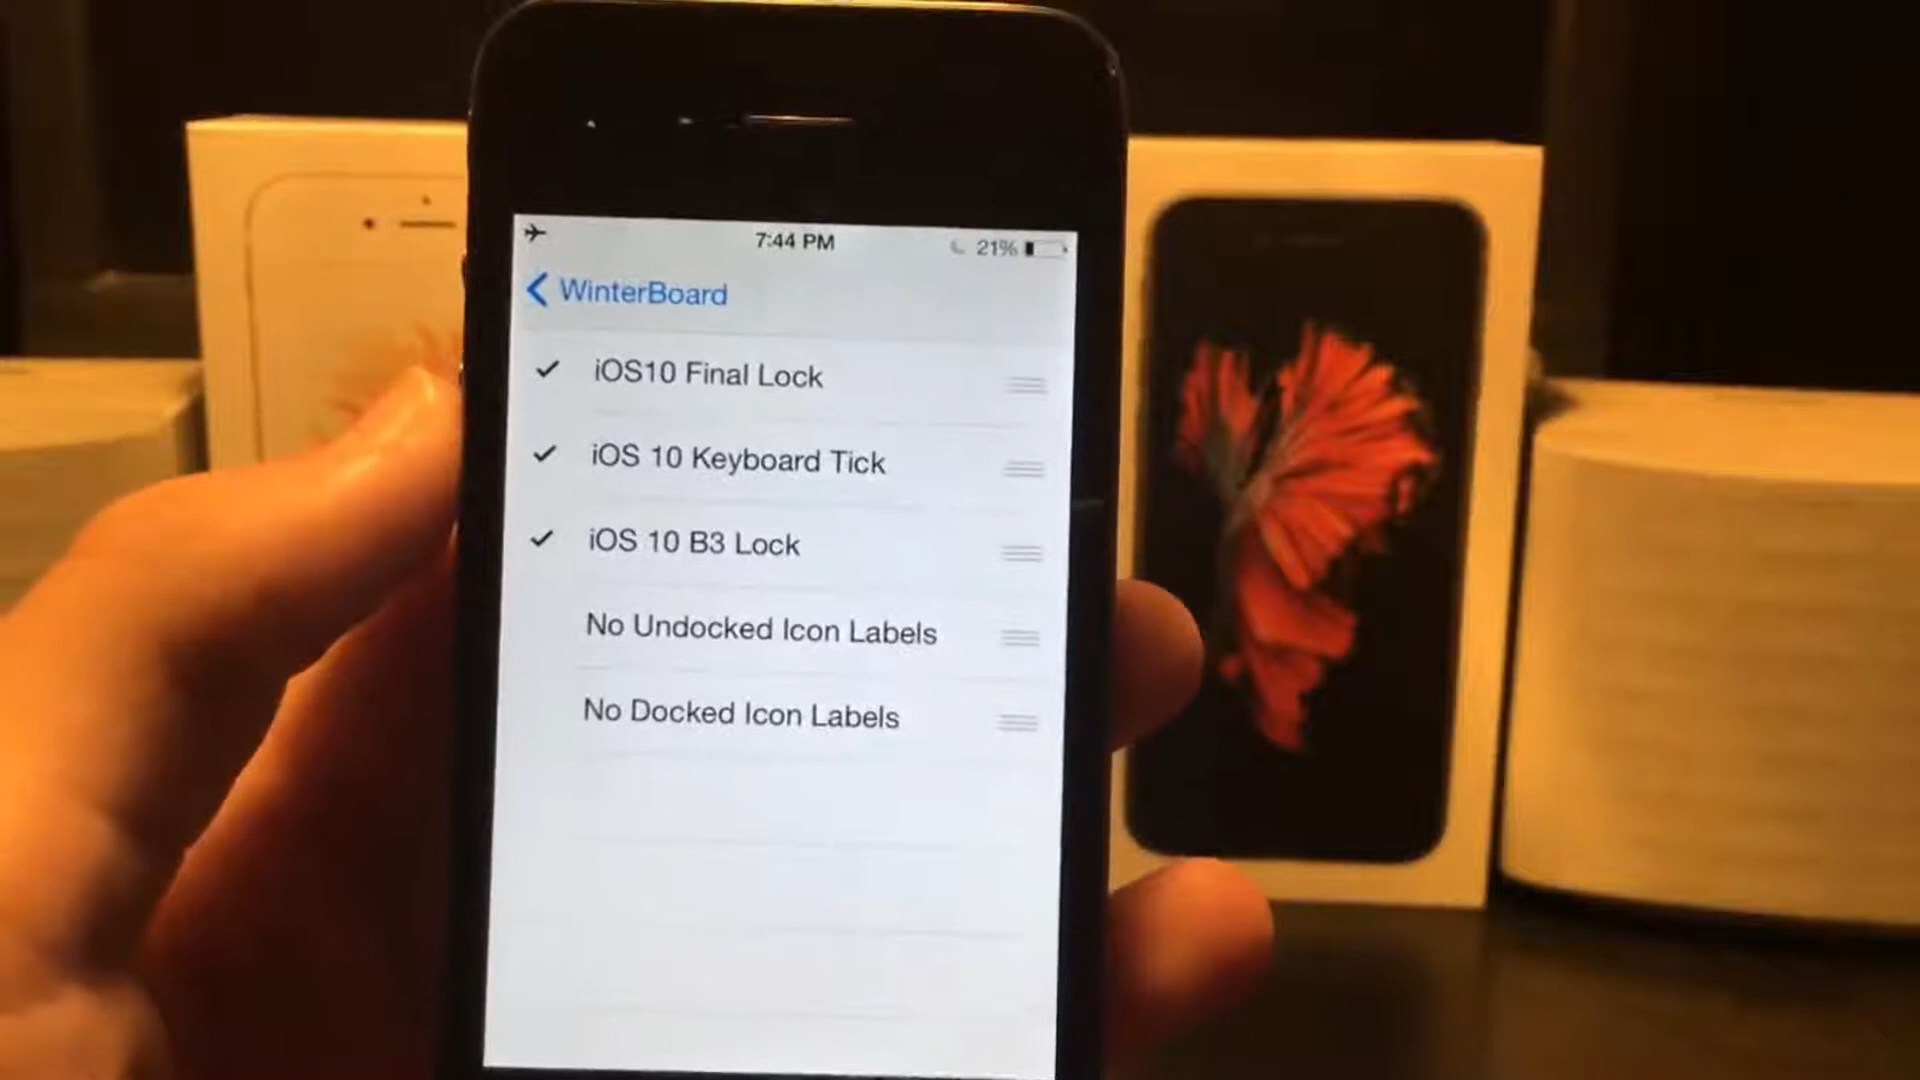 7:44 PM
21%
WinterBoard
iOS10 Final Lock
iOS 10 Keyboard Tick
iOS 10 B3 Lock
No Undocked Icon Labels
No Docked Icon Labels